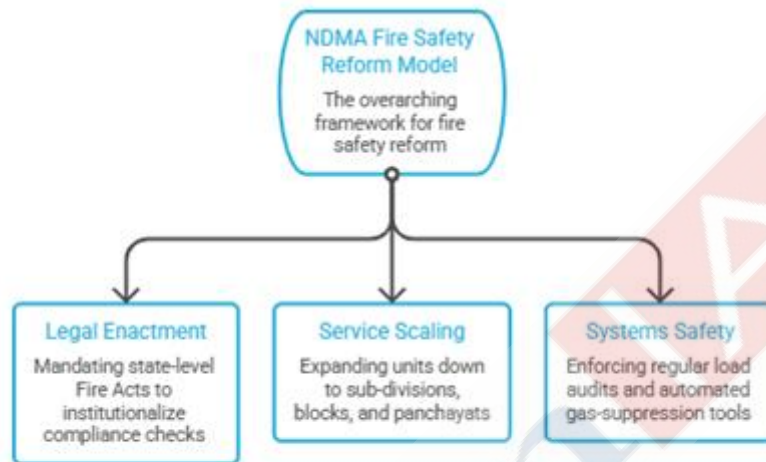 NDMA Fire Safety
Reform Model
The overarching
framework for fire
safety reform
Legal Enactment
Mandating state-level
Fire Acts to
institutionalize
compliance checks
Service Scaling
Expanding units down
to sub-divisions,
blocks, and panchayats
Systems Safety
Enforcing regular load
audits and automated
gas-suppression tools